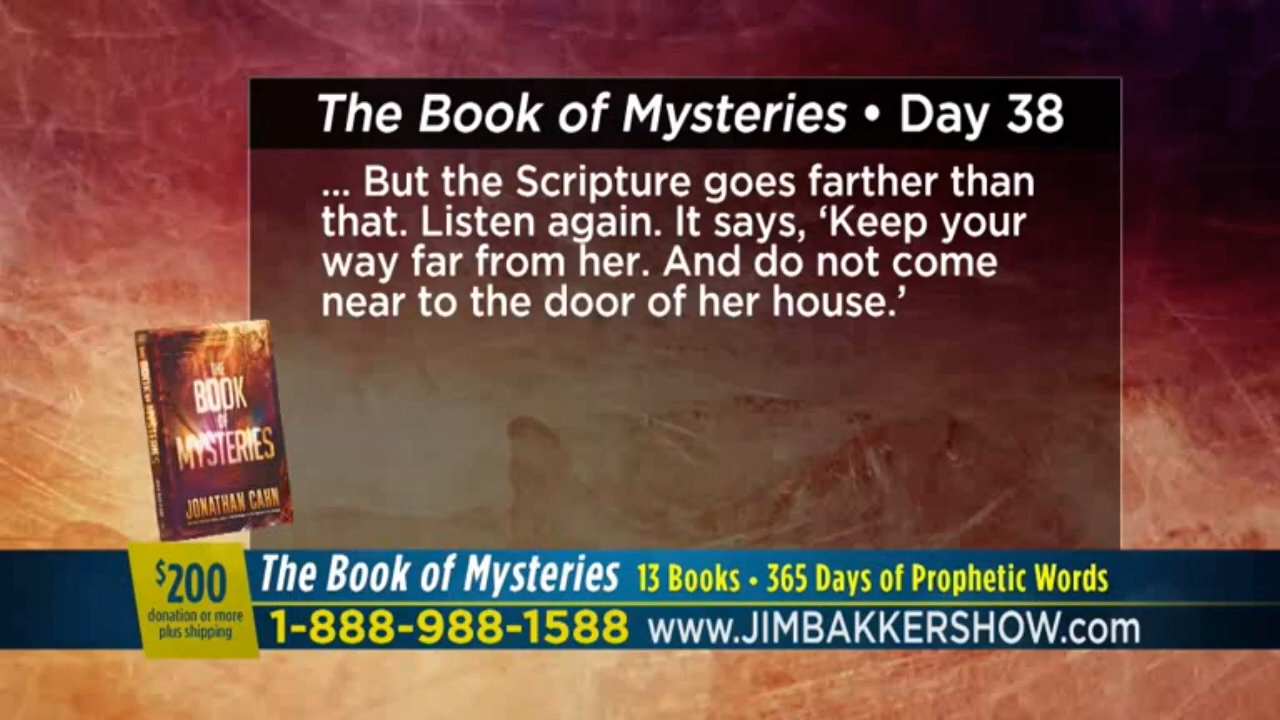 The Book of Mysteries • Day 38
... But the Scripture goes farther than
that. Listen again. It says, ‘Keep your
way far from her. And do not come
near to the door of her house.’
THE
BOOK
OF
MYSTERIES
JONATHAN CAHN
$200
donation or more
plus shipping
The Book of Mysteries 13 Books • 365 Days of Prophetic Words
1-888-988-1588 www.JIMBAKKERSHOW.com